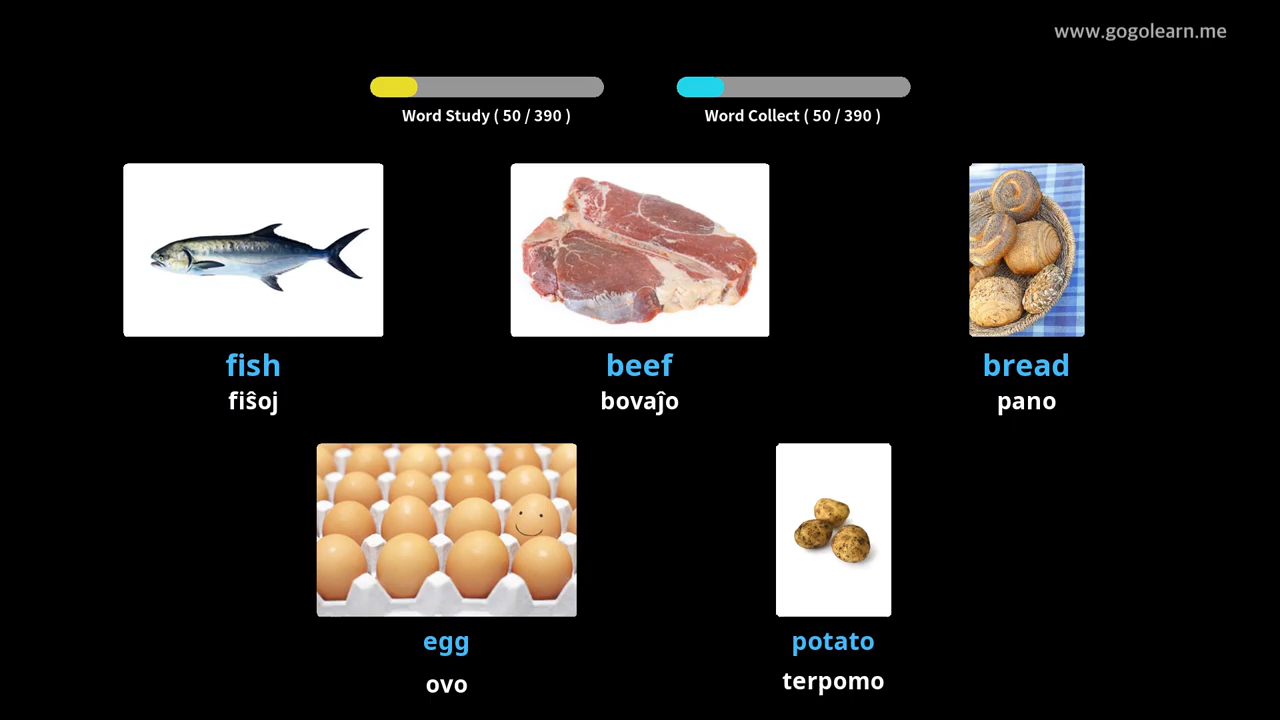 www.gogolearn.me
Word Study ( 50 / 390 )
Word Collect ( 50 / 390 )
fish
fiŝoj
beef
bovaĵo
bread
pano
egg
ovo
potato
terpomo